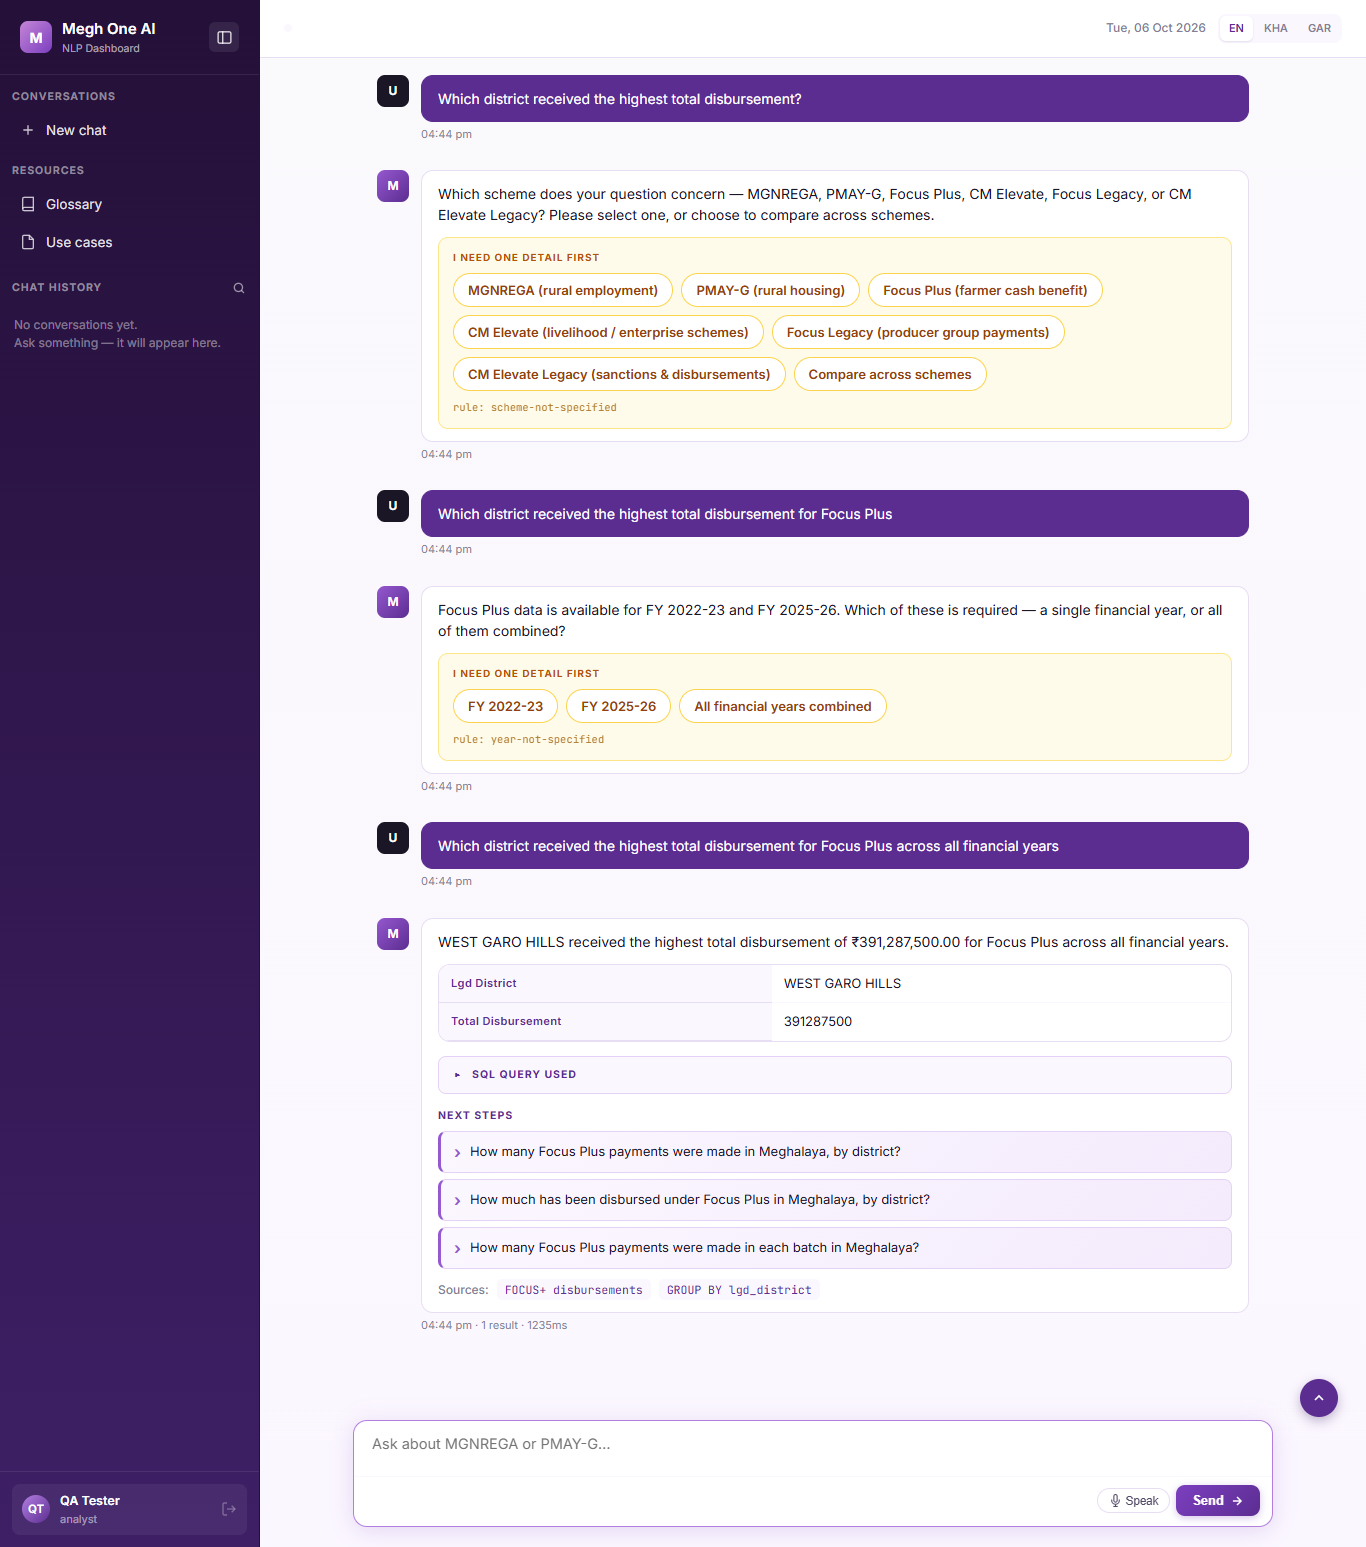 M
Megh One AI
NLP Dashboard
CONVERSATIONS
+ New chat
RESOURCES
Glossary
Use cases
CHAT HISTORY
No conversations yet.
Ask something — it will appear here.
QT
QA Tester
analyst
Tue, 06 Oct 2026
EN
KHA
GAR
U
Which district received the highest total disbursement?
04:44 pm
M
Which scheme does your question concern — MGNREGA, PMAY-G, Focus Plus, CM Elevate, Focus Legacy, or CM
Elevate Legacy? Please select one, or choose to compare across schemes.
I NEED ONE DETAIL FIRST
MGNREGA (rural employment)
PMAY-G (rural housing)
Focus Plus (farmer cash benefit)
CM Elevate (livelihood / enterprise schemes)
Focus Legacy (producer group payments)
CM Elevate Legacy (sanctions & disbursements)
Compare across schemes
rule: scheme-not-specified
04:44 pm
U
Which district received the highest total disbursement for Focus Plus
04:44 pm
M
Focus Plus data is available for FY 2022-23 and FY 2025-26. Which of these is required — a single financial year, or all
of them combined?
I NEED ONE DETAIL FIRST
FY 2022-23
FY 2025-26
All financial years combined
rule: year-not-specified
04:44 pm
U
Which district received the highest total disbursement for Focus Plus across all financial years
04:44 pm
M
WEST GARO HILLS received the highest total disbursement of ₹391,287,500.00 for Focus Plus across all financial years.
Lgd District
WEST GARO HILLS
Total Disbursement
391287500
SQL QUERY USED
NEXT STEPS
How many Focus Plus payments were made in Meghalaya, by district?
How much has been disbursed under Focus Plus in Meghalaya, by district?
How many Focus Plus payments were made in each batch in Meghalaya?
Sources: FOCUS+ disbursements GROUP BY lgd_district
04:44 pm · 1 result · 1235ms
Ask about MGNREGA or PMAY-G...
Speak
Send →